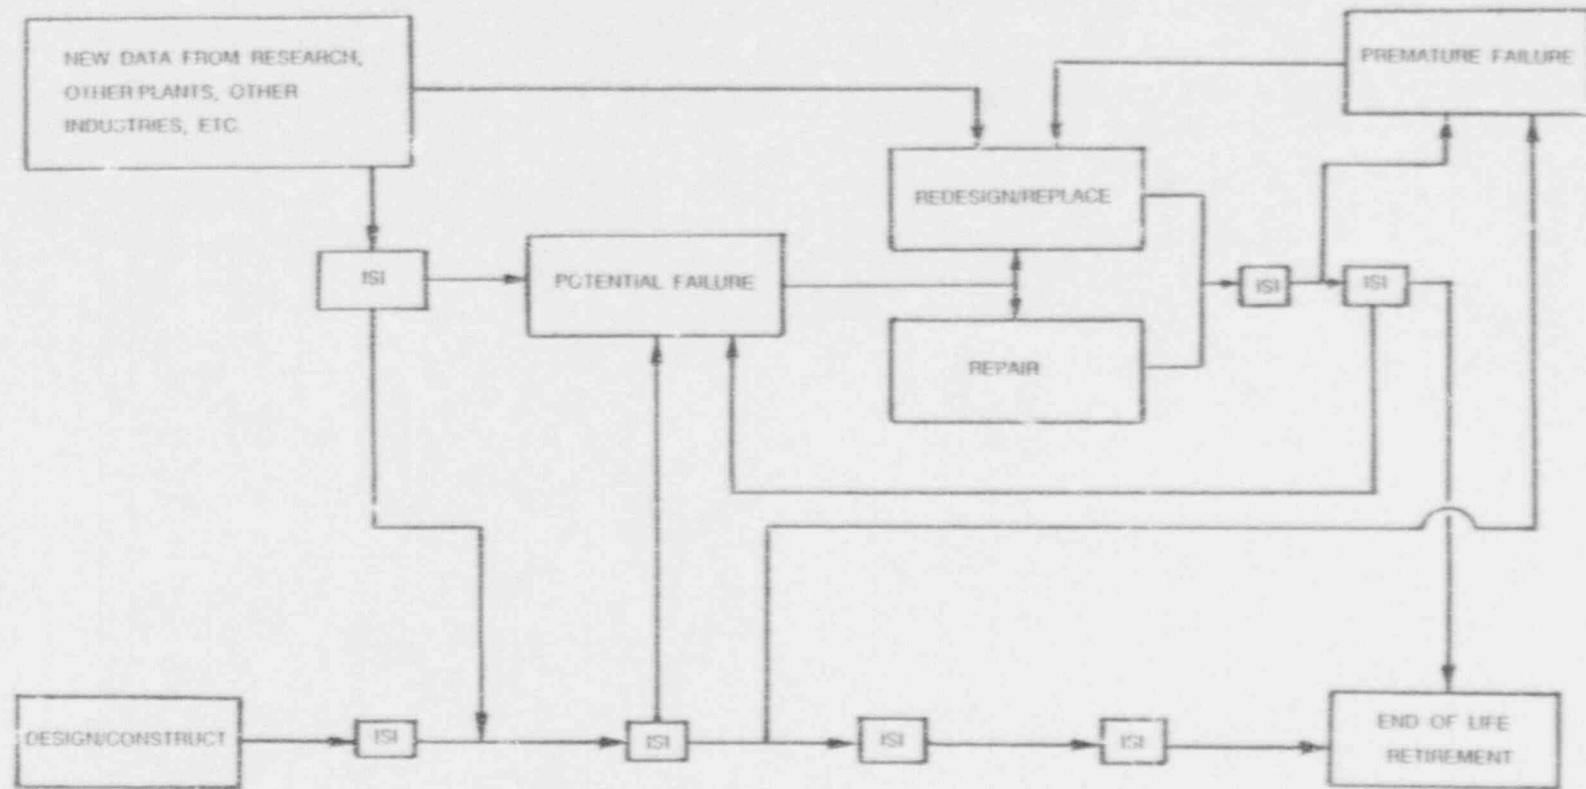 NEW DATA FROM RESEARCH,
OTHER PLANTS, OTHER
INDUSTRIES, ETC.
PREMATURE FAILURE
REDESIGN/REPLACE
ISI
POTENTIAL FAILURE
ISI
ISI
REPAIR
DESIGN/CONSTRUCT
ISI
ISI
ISI
ISI
END OF LIFE
RETIREMENT